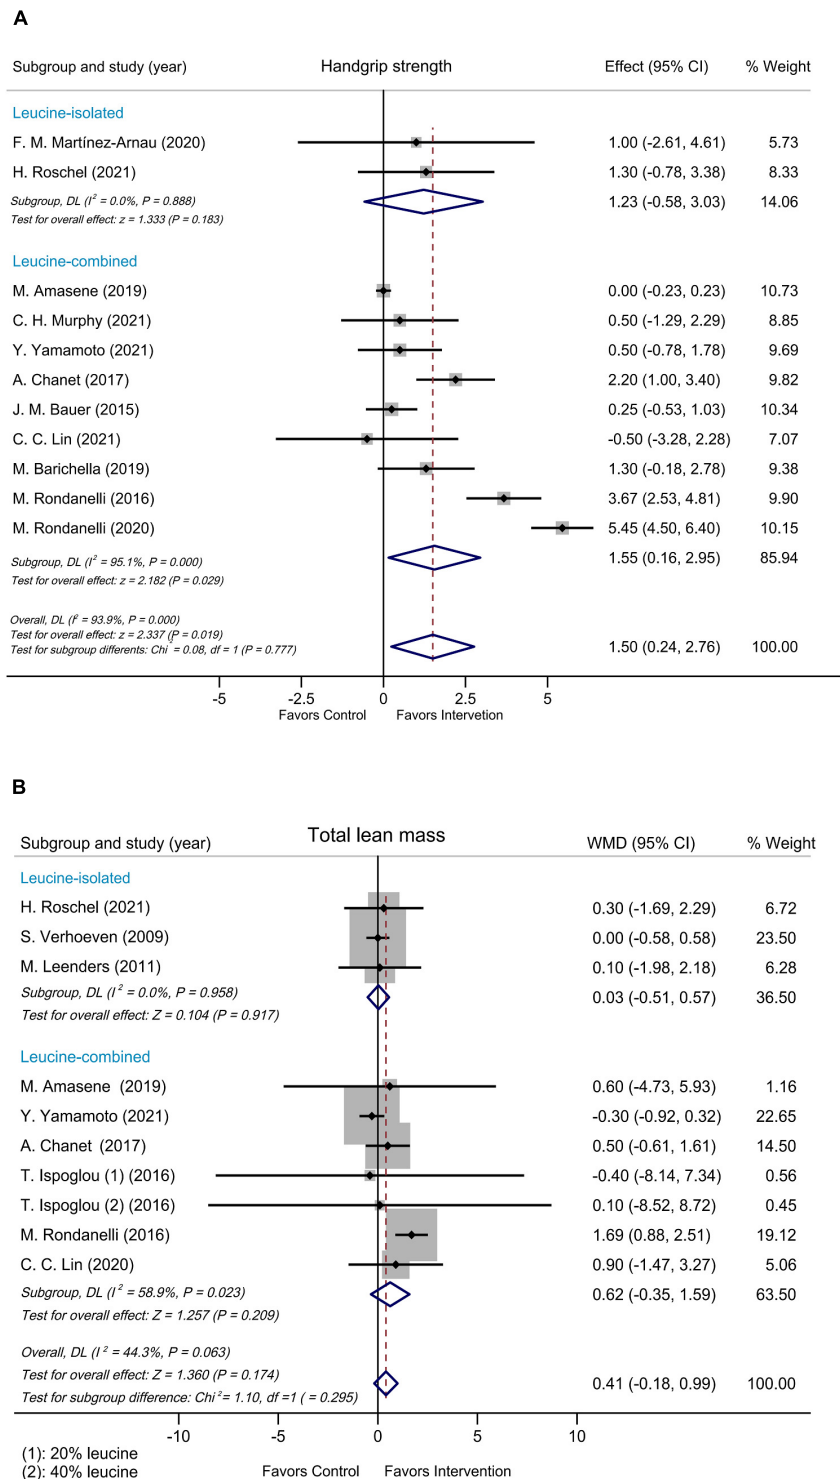 A
Subgroup and study (year) Handgrip strength Effect (95% CI) % Weight
Leucine-isolated
F. M. Martínez-Arnau (2020) 1.00 (-2.61, 4.61) 5.73
H. Roschel (2021) 1.30 (-0.78, 3.38) 8.33
Subgroup, DL (I² = 0.0%, P = 0.888) 1.23 (-0.58, 3.03) 14.06
Test for overall effect: z = 1.333 (P = 0.183)
Leucine-combined
M. Amasene (2019) 0.00 (-0.23, 0.23) 10.73
C. H. Murphy (2021) 0.50 (-1.29, 2.29) 8.85
Y. Yamamoto (2021) 0.50 (-0.78, 1.78) 9.69
A. Chanet (2017) 2.20 (1.00, 3.40) 9.82
J. M. Bauer (2015) 0.25 (-0.53, 1.03) 10.34
C. C. Lin (2021) -0.50 (-3.28, 2.28) 7.07
M. Barichella (2019) 1.30 (-0.18, 2.78) 9.38
M. Rondanelli (2016) 3.67 (2.53, 4.81) 9.90
M. Rondanelli (2020) 5.45 (4.50, 6.40) 10.15
Subgroup, DL (I² = 95.1%, P = 0.000) 1.55 (0.16, 2.95) 85.94
Test for overall effect: z = 2.182 (P = 0.029)
Overall, DL (I² = 93.9%, P = 0.000)
Test for overall effect: z = 2.337 (P = 0.019)
Test for subgroup differents: Chi² = 0.08, df = 1 (P = 0.777) 1.50 (0.24, 2.76) 100.00
-5 -2.5 0 2.5 5
Favors Control Favors Intervetion
B
Subgroup and study (year) Total lean mass WMD (95% CI) % Weight
Leucine-isolated
H. Roschel (2021) 0.30 (-1.69, 2.29) 6.72
S. Verhoeven (2009) 0.00 (-0.58, 0.58) 23.50
M. Leenders (2011) 0.10 (-1.98, 2.18) 6.28
Subgroup, DL (I² = 0.0%, P = 0.958) 0.03 (-0.51, 0.57) 36.50
Test for overall effect: Z = 0.104 (P = 0.917)
Leucine-combined
M. Amasene (2019) 0.60 (-4.73, 5.93) 1.16
Y. Yamamoto (2021) -0.30 (-0.92, 0.32) 22.65
A. Chanet (2017) 0.50 (-0.61, 1.61) 14.50
T. Ispoglou (1) (2016) -0.40 (-8.14, 7.34) 0.56
T. Ispoglou (2) (2016) 0.10 (-8.52, 8.72) 0.45
M. Rondanelli (2016) 1.69 (0.88, 2.51) 19.12
C. C. Lin (2020) 0.90 (-1.47, 3.27) 5.06
Subgroup, DL (I² = 58.9%, P = 0.023) 0.62 (-0.35, 1.59) 63.50
Test for overall effect: Z = 1.257 (P = 0.209)
Overall, DL (I² = 44.3%, P = 0.063)
Test for overall effect: Z = 1.360 (P = 0.174) 0.41 (-0.18, 0.99) 100.00
Test for subgroup difference: Chi² = 1.10, df =1 ( = 0.295)
-10 -5 0 5 10
(1): 20% leucine
(2): 40% leucine Favors Control Favors Intervention